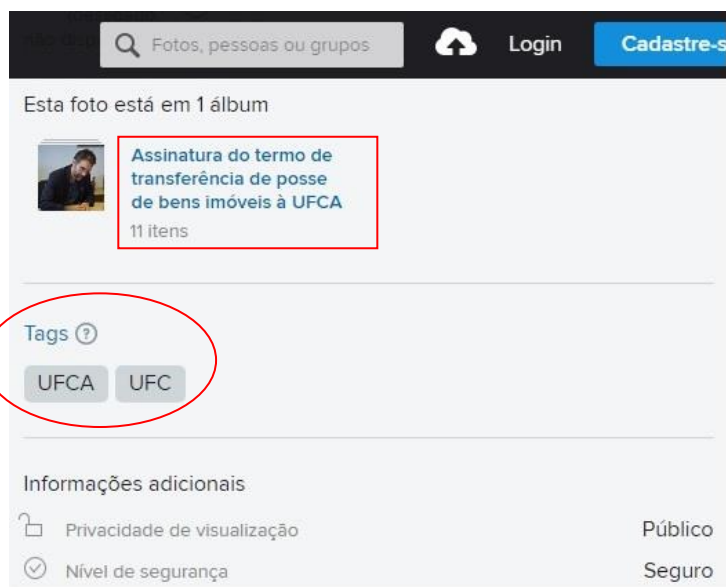 Fotos, pessoas ou grupos
Login
Cadastre-s
Esta foto está em 1 álbum
Assinatura do termo de
transferência de posse
de bens imóveis à UFCA
11 itens
Tags ?
UFCA UFC
Informações adicionais
Privacidade de visualização Público
Nível de segurança Seguro